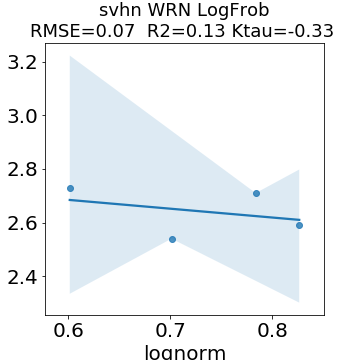 svhn WRN LogFrob
RMSE=0.07 R2=0.13 Ktau=-0.33
3.2
3.0
2.8
2.6
2.4
0.6 0.7 0.8
lognorm